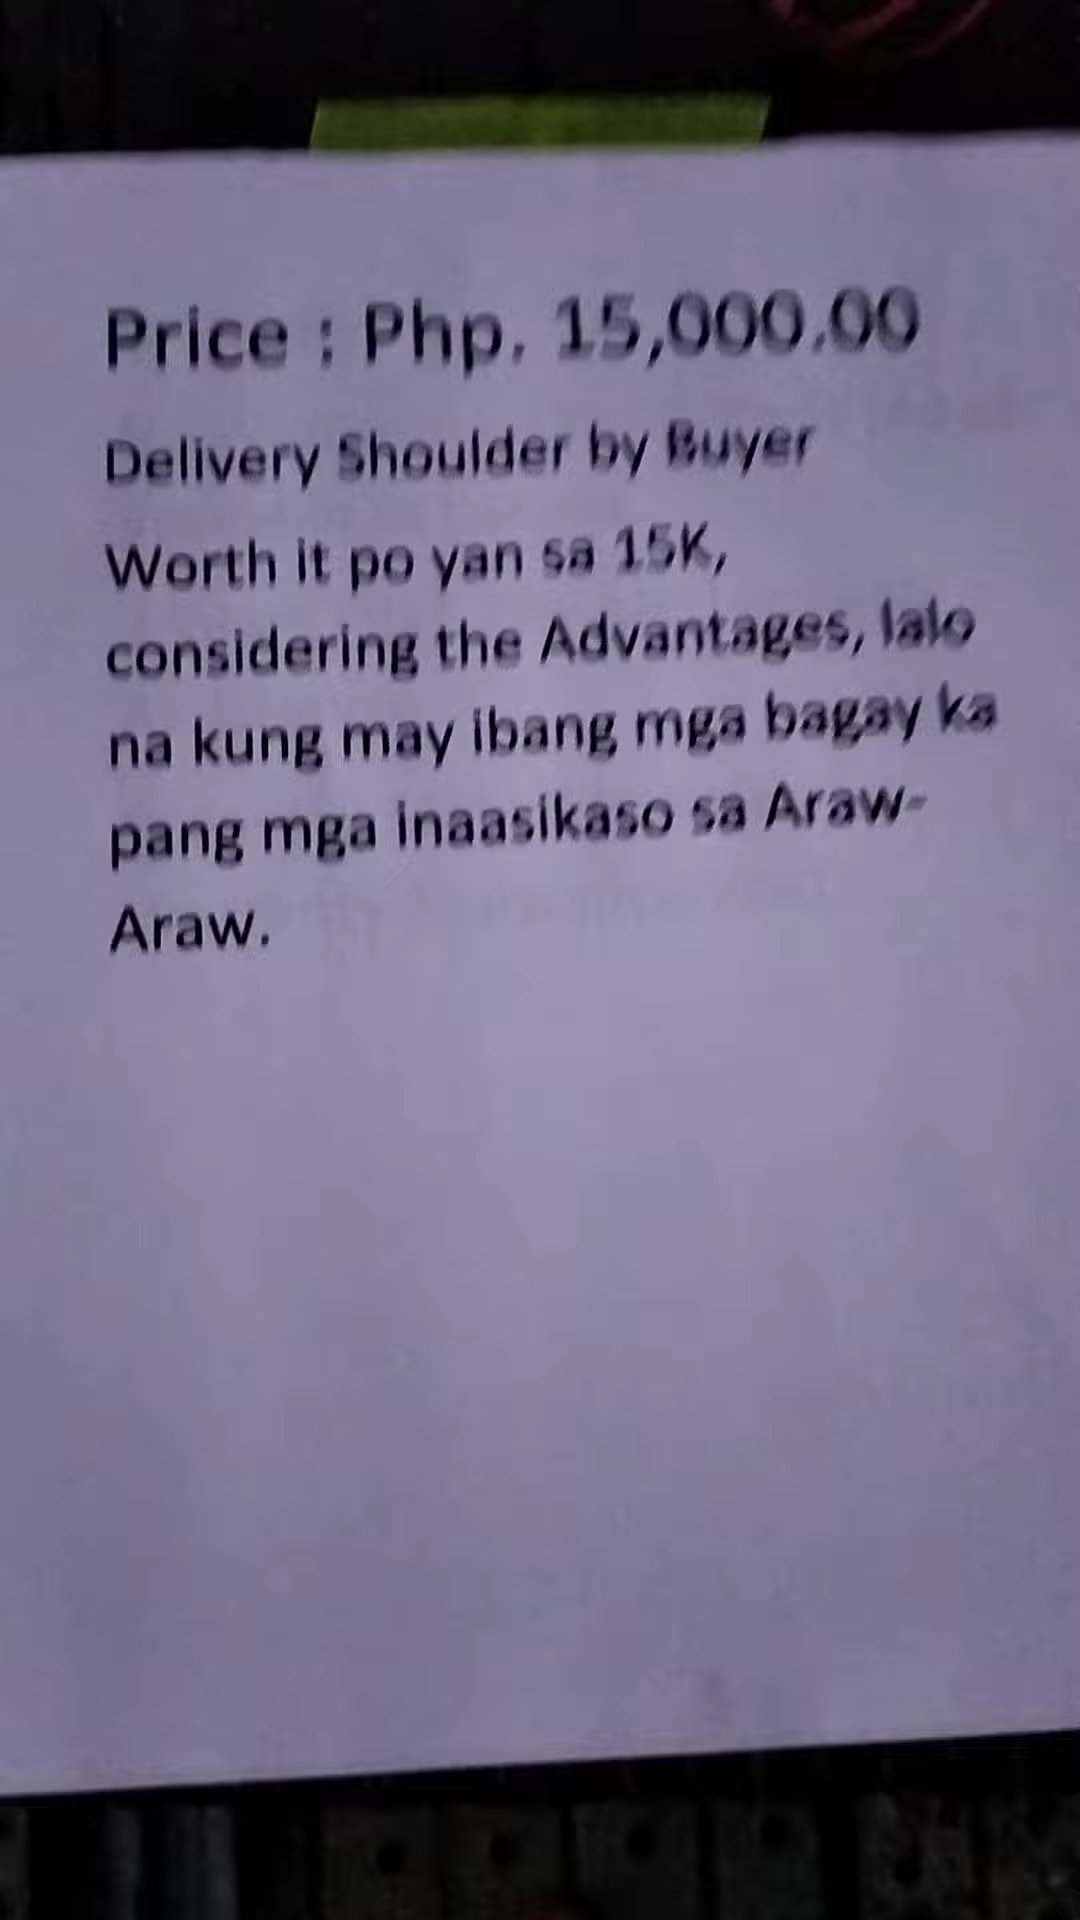 Price : Php. 15,000.00
Delivery Shoulder by Buyer
Worth it po yan sa 15K,
considering the Advantages, lalo
na kung may ibang mga bagay ka
pang mga inaasikaso sa Araw-
Araw.